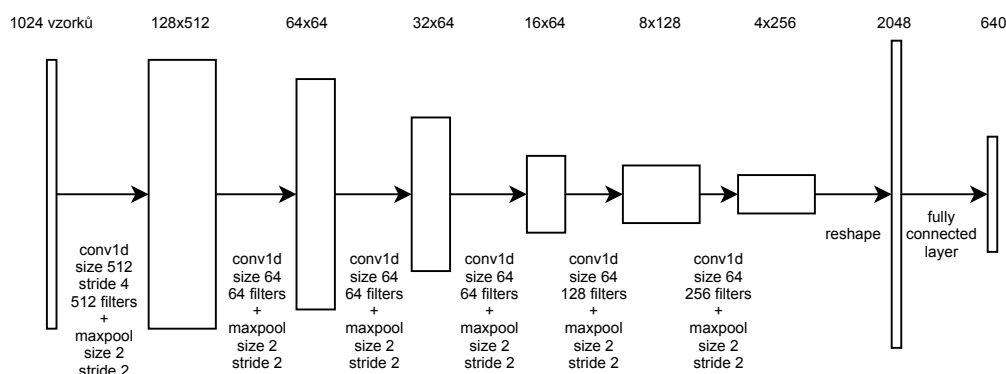 1024 vzorků
128x512
64x64
32x64
16x64
8x128
4x256
2048
640
conv1d
size 512
stride 4
512 filters
+
maxpool
size 2
stride 2
conv1d
size 64
64 filters
+
maxpool
size 2
stride 2
conv1d
size 64
64 filters
+
maxpool
size 2
stride 2
conv1d
size 64
64 filters
+
maxpool
size 2
stride 2
conv1d
size 64
128 filters
+
maxpool
size 2
stride 2
conv1d
size 64
256 filters
+
maxpool
size 2
stride 2
reshape
fully
connected
layer